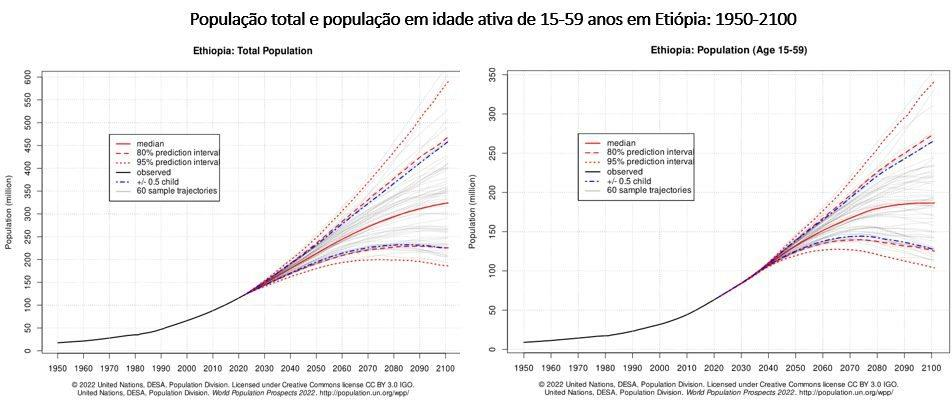 População total e população em idade ativa de 15-59 anos em Etiópia: 1950-2100
Ethiopia: Total Population
Population (million)
600
550
500
450
400
350
300
250
200
150
100
50
0
median
80% prediction interval
95% prediction interval
observed
+/- 0.5 child
60 sample trajectories
1950 1960 1970 1980 1990 2000 2010 2020 2030 2040 2050 2060 2070 2080 2090 2100
© 2022 United Nations, DESA, Population Division. Licensed under Creative Commons license CC BY 3.0 IGO.
United Nations, DESA, Population Division. World Population Prospects 2022. http://population.un.org/wpp/
Ethiopia: Population (Age 15-59)
Population (million)
350
300
250
200
150
100
50
0
median
80% prediction interval
95% prediction interval
observed
+/- 0.5 child
60 sample trajectories
1950 1960 1970 1980 1990 2000 2010 2020 2030 2040 2050 2060 2070 2080 2090 2100
© 2022 United Nations, DESA, Population Division. Licensed under Creative Commons license CC BY 3.0 IGO.
United Nations, DESA, Population Division. World Population Prospects 2022. http://population.un.org/wpp/